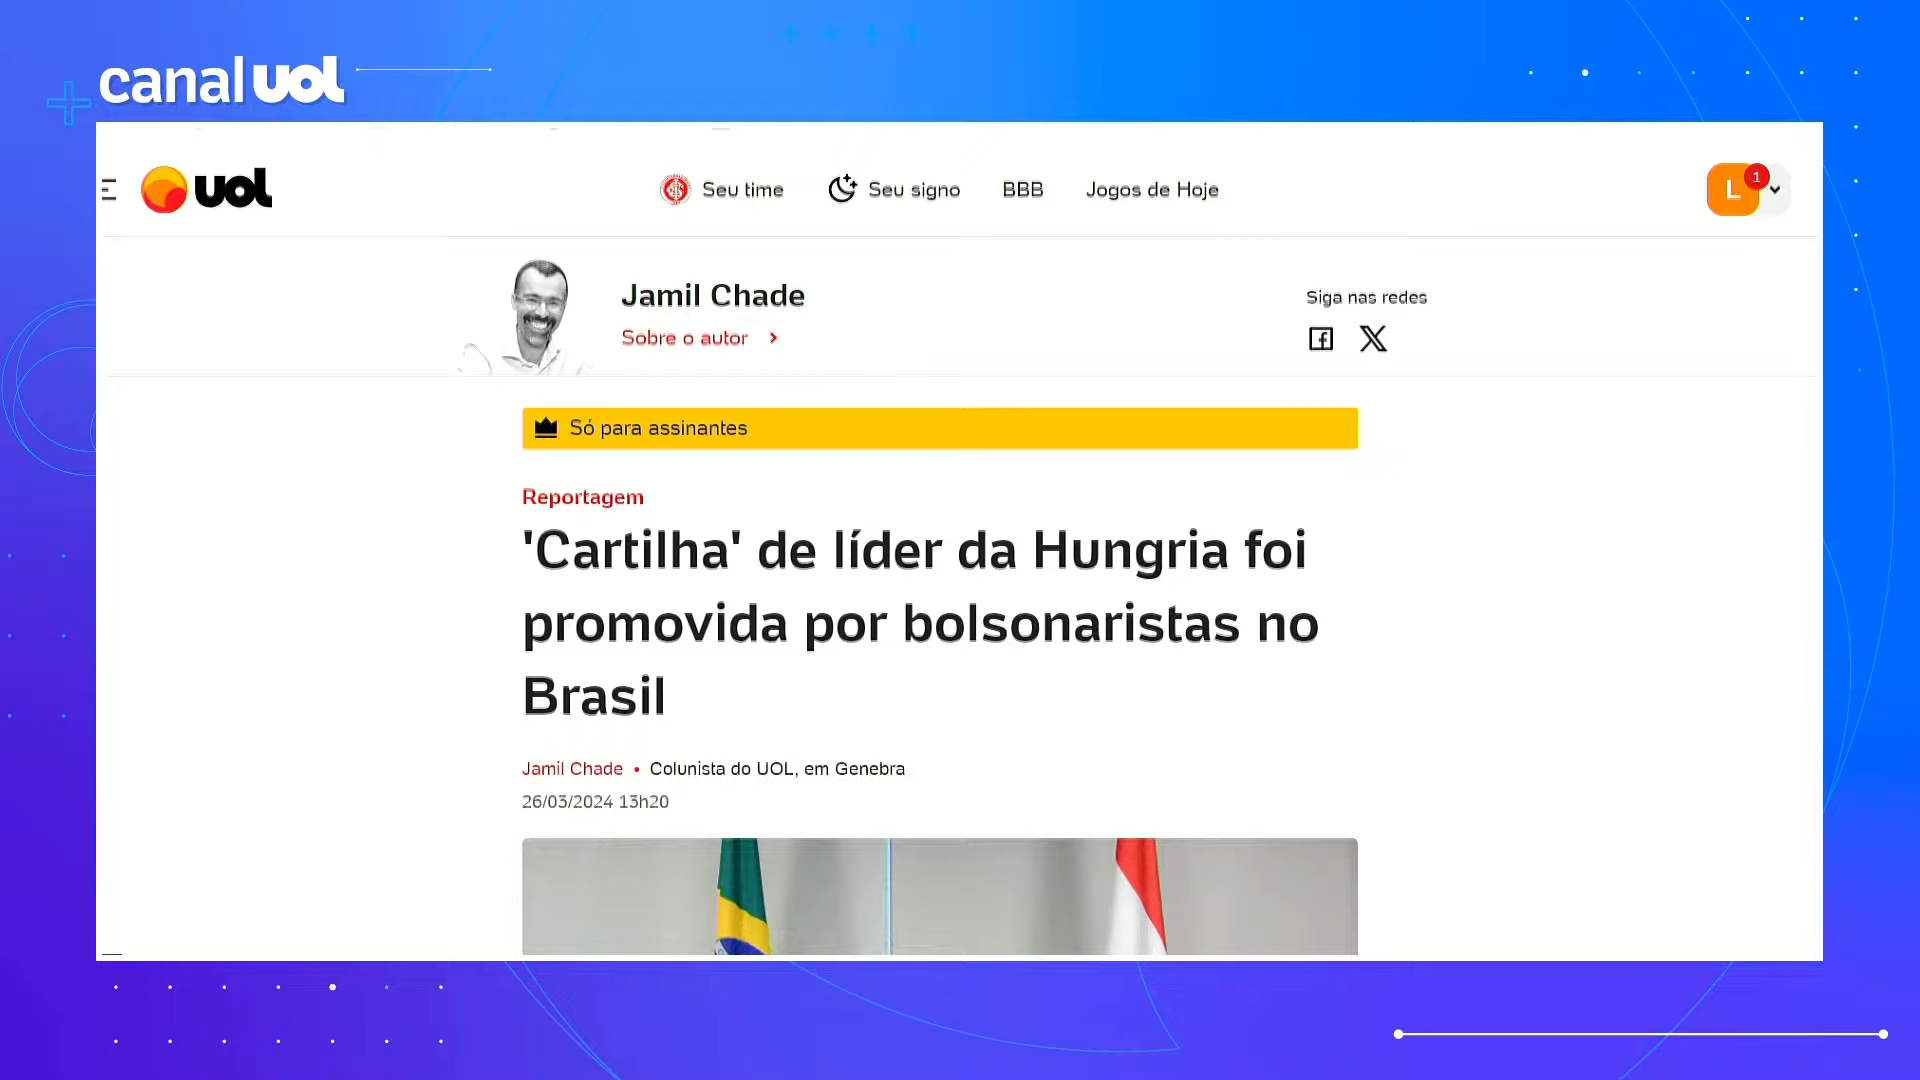 canal uol
uol
Seu time
Seu signo
BBB
Jogos de Hoje
L
1
Jamil Chade
Sobre o autor
Siga nas redes
Só para assinantes
Reportagem
'Cartilha' de líder da Hungria foi
promovida por bolsonaristas no
Brasil
Jamil Chade • Colunista do UOL, em Genebra
26/03/2024 13h20